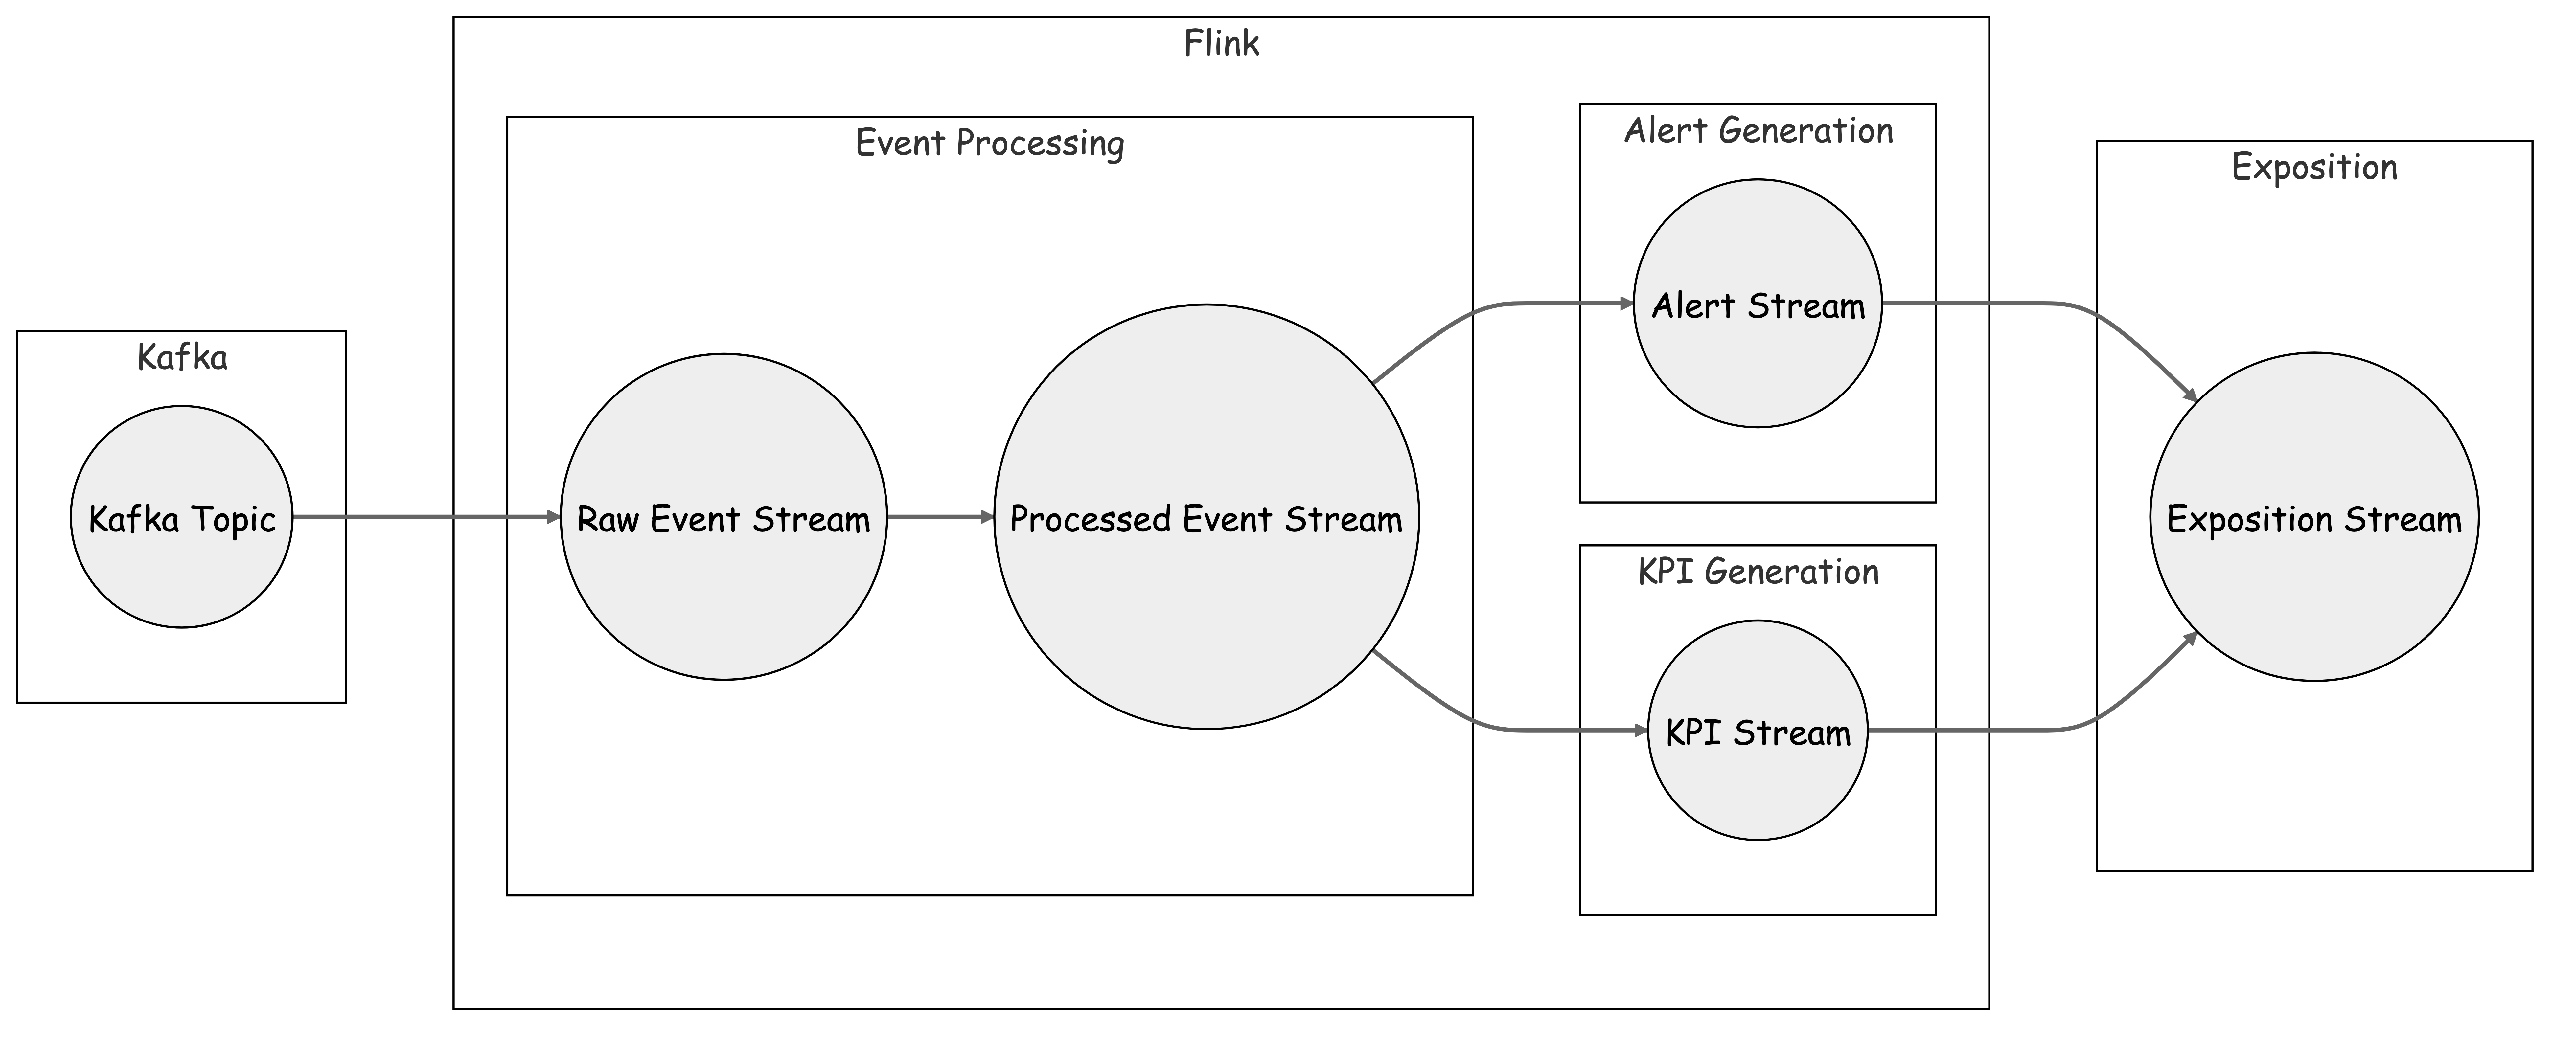 Flink
Event Processing
Alert Generation
Exposition
Kafka
Alert Stream
Kafka Topic
Raw Event Stream
Processed Event Stream
Exposition Stream
KPI Generation
KPI Stream